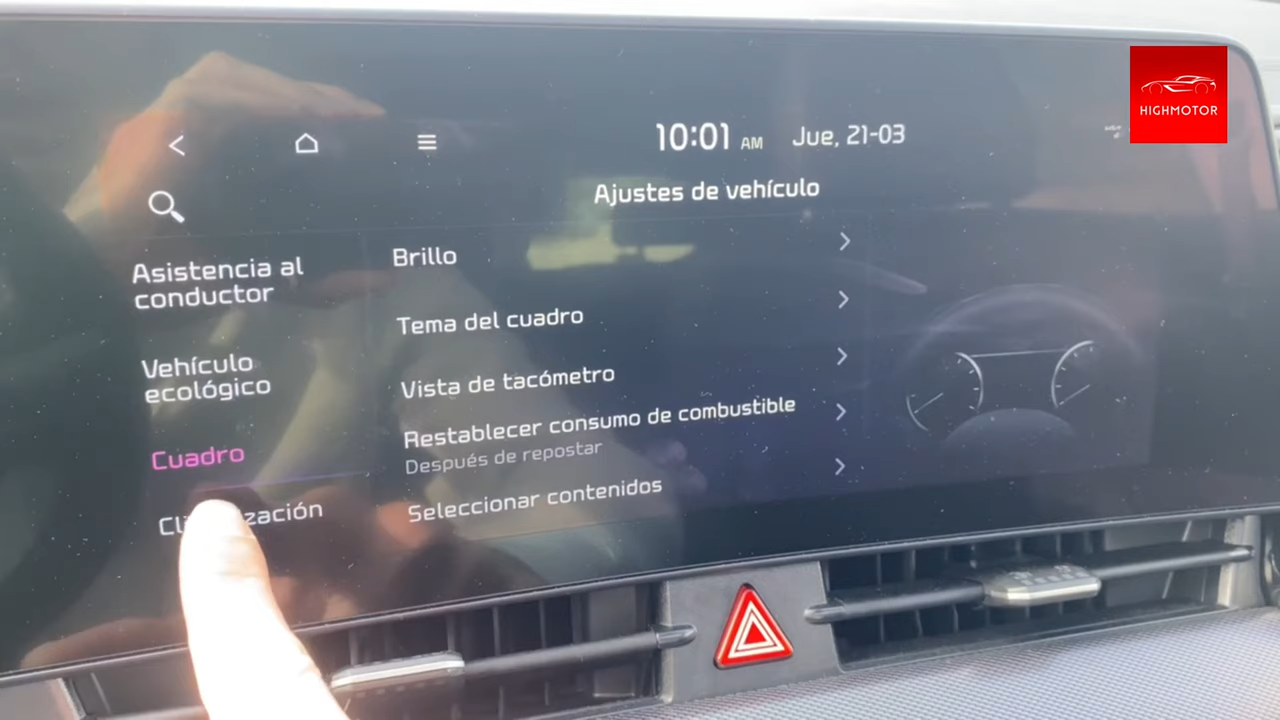 HIGHMOTOR
10:01 AM Jue, 21-03
Ajustes de vehículo
Asistencia al
conductor
Vehículo
ecológico
Cuadro
Brillo
Tema del cuadro
Vista de tacómetro
Restablecer consumo de combustible
Después de repostar
Seleccionar contenidos